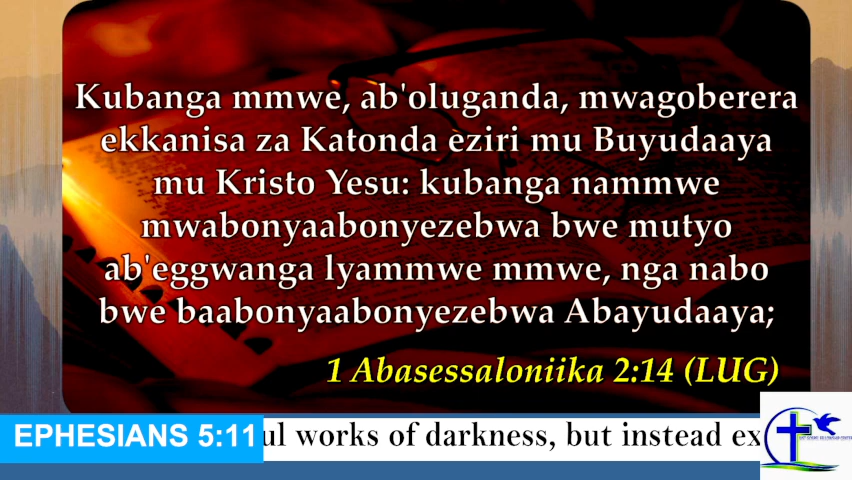 Kubanga mmwe, ab'oluganda, mwagoberera
ekkanisa za Katonda eziri mu Buyudaaya
mu Kristo Yesu: kubanga nammwe
mwabonyaabonyezebwa bwe mutyo
ab'eggwanga lyammwe mmwe, nga nabo
bwe baabonyaabonyezebwa Abayudaaya;
1 Abasessaloniika 2:14 (LUG)
EPHESIANS 5:11 ul works of darkness, but instead ex